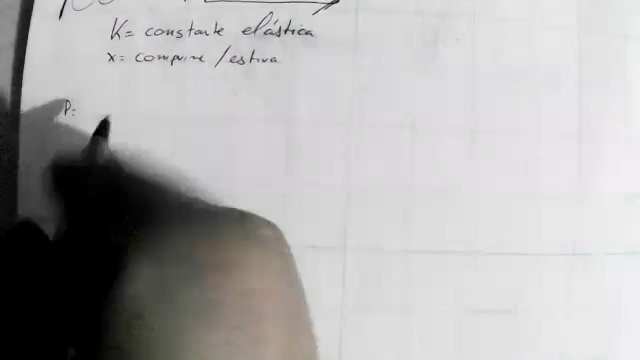 K= constante elástica
x= comprime /estira
P=